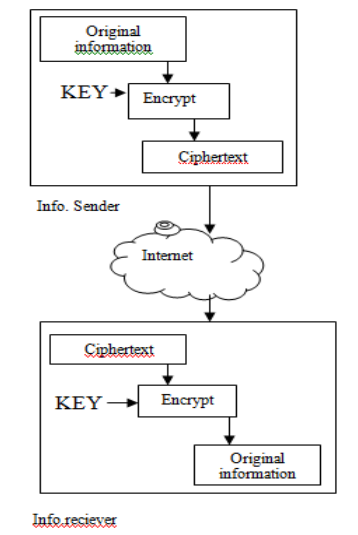 Original
information
KEY
Encrypt
Ciphertext
Info. Sender
Internet
Ciphertext
KEY
Encrypt
Original
information
Info.reciever